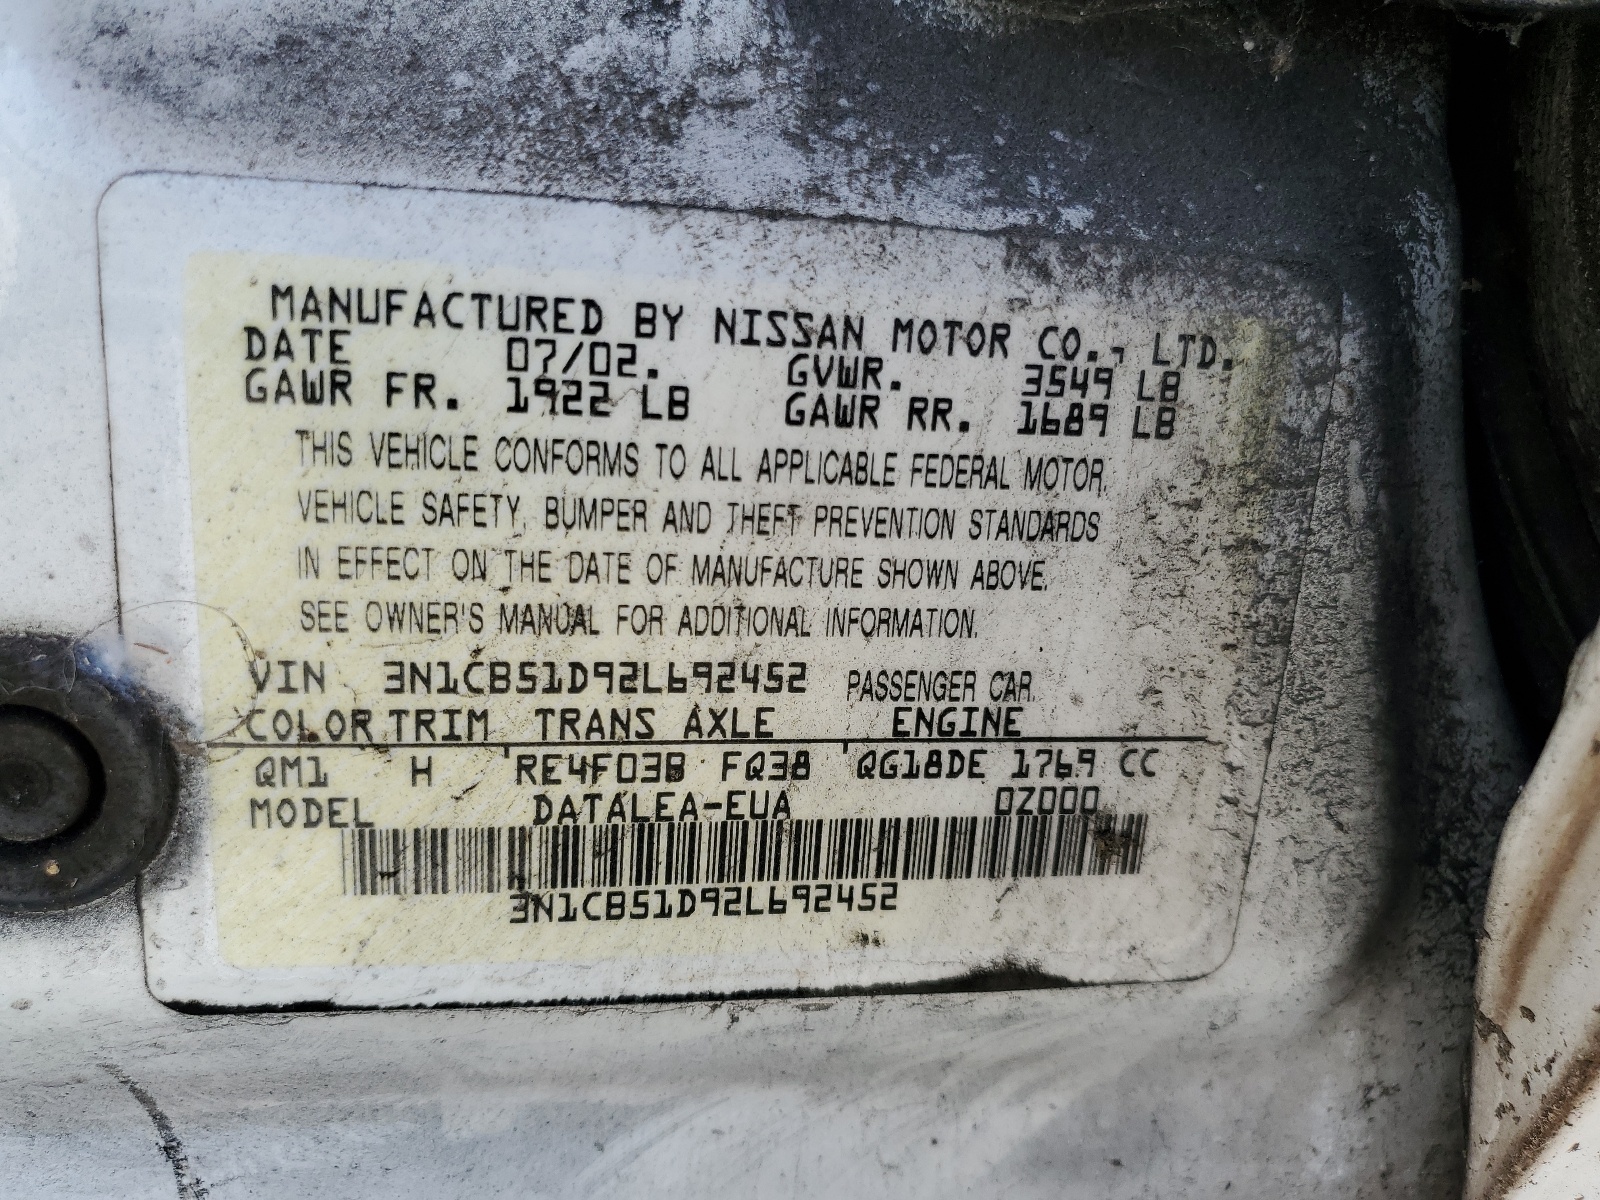 MANUFACTURED BY NISSAN MOTOR CO., LTD.
DATE 07/02. GVWR. 3549 LB
GAWR FR. 1922 LB GAWR RR. 1689 LB
THIS VEHICLE CONFORMS TO ALL APPLICABLE FEDERAL MOTOR
VEHICLE SAFETY, BUMPER AND THEFT PREVENTION STANDARDS
IN EFFECT ON THE DATE OF MANUFACTURE SHOWN ABOVE.
SEE OWNER'S MANUAL FOR ADDITIONAL INFORMATION.
VIN 3N1CB51D92L692452 PASSENGER CAR
COLOR TRIM TRANS AXLE ENGINE
QM1 H RE4F03B FQ38 QG18DE 1769 CC
MODEL DATALEA-EUA 0Z000
3N1CB51D92L692452